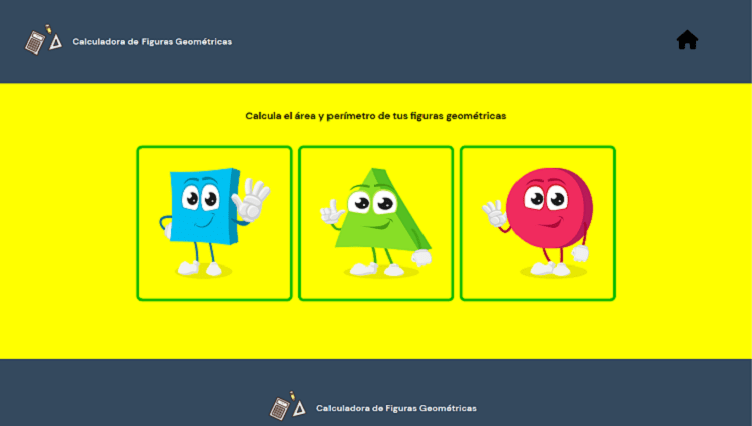 Calculadora de Figuras Geométricas
Calcula el área y perímetro de tus figuras geométricas
Calculadora de Figuras Geométricas